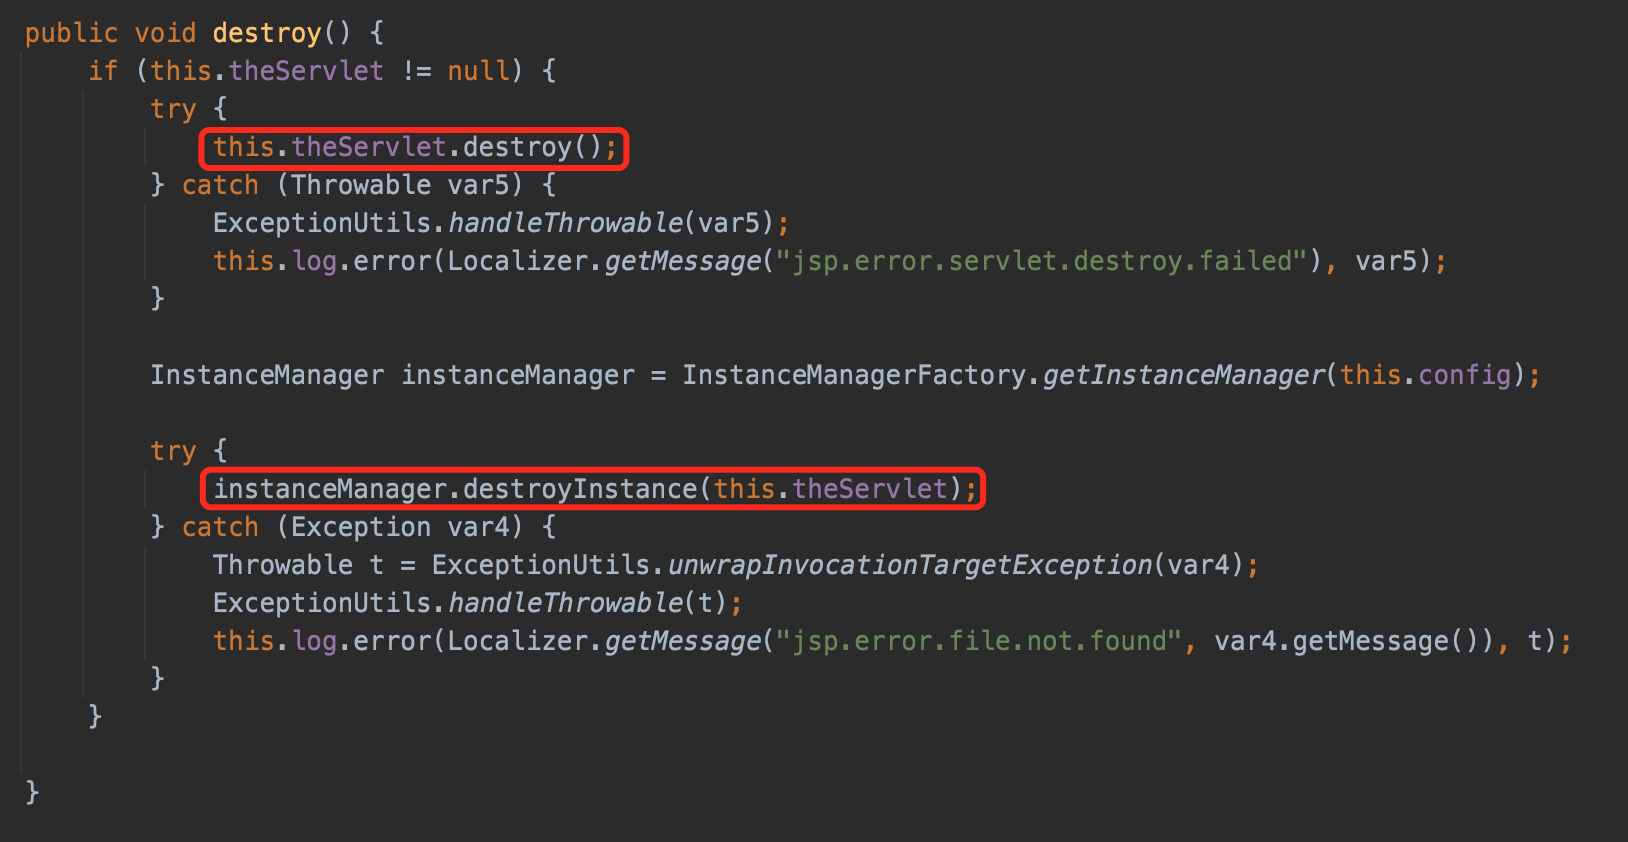 public void destroy() {
if (this.theServlet != null) {
try {
this.theServlet.destroy();
} catch (Throwable var5) {
ExceptionUtils.handleThrowable(var5);
this.log.error(Localizer.getMessage("jsp.error.servlet.destroy.failed"), var5);
}
InstanceManager instanceManager = InstanceManagerFactory.getInstanceManager(this.config);
try {
instanceManager.destroyInstance(this.theServlet);
} catch (Exception var4) {
Throwable t = ExceptionUtils.unwrapInvocationTargetException(var4);
ExceptionUtils.handleThrowable(t);
this.log.error(Localizer.getMessage("jsp.error.file.not.found", var4.getMessage()), t);
}
}
}